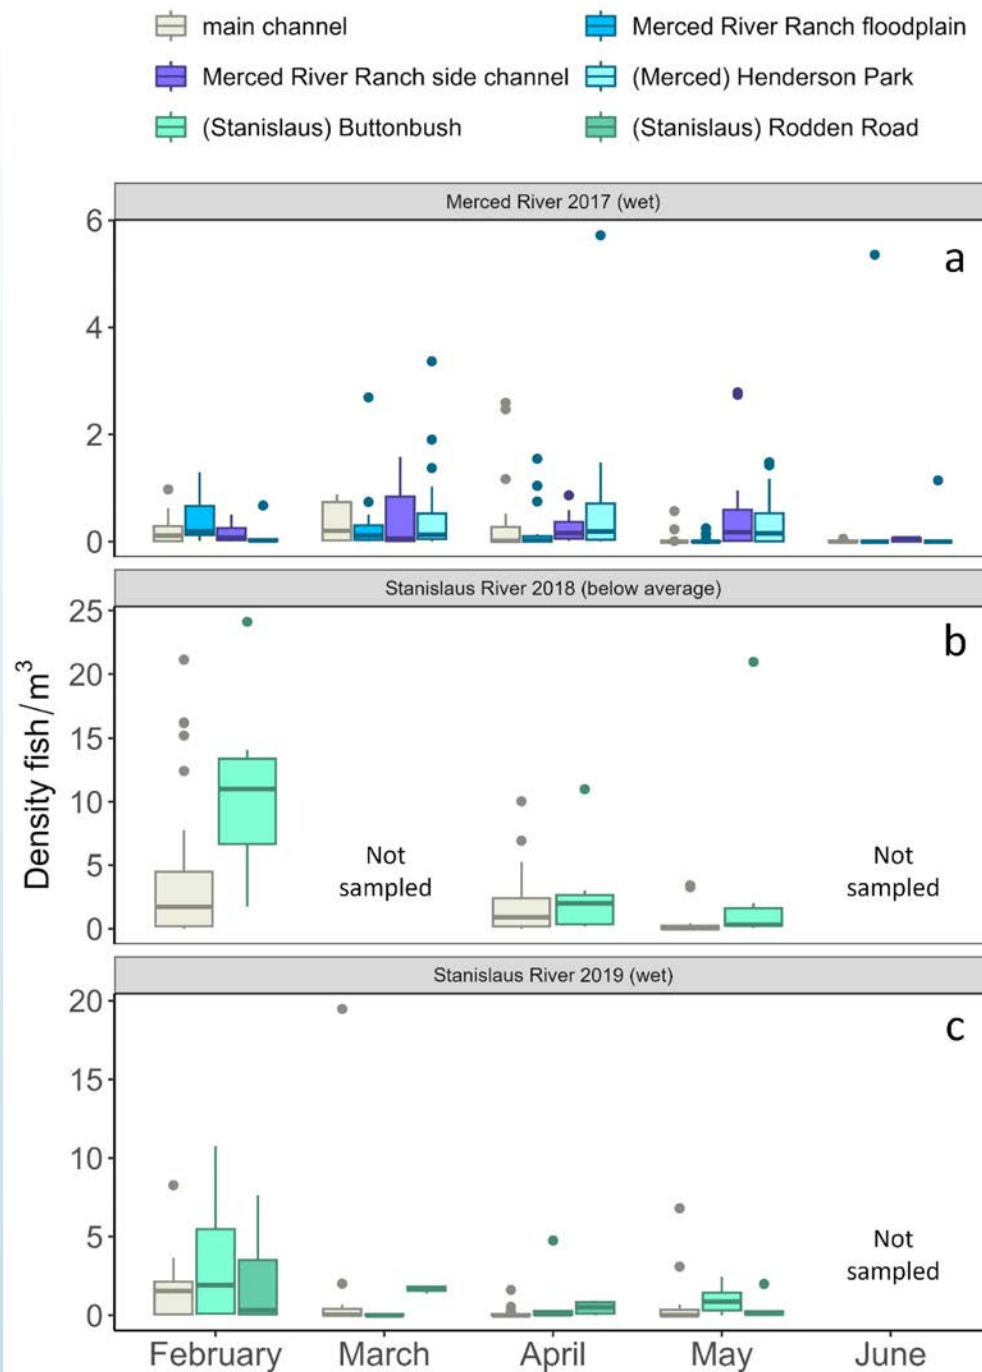 main channel
Merced River Ranch floodplain
Merced River Ranch side channel
(Merced) Henderson Park
(Stanislaus) Buttonbush
(Stanislaus) Rodden Road
Merced River 2017 (wet)
a
6
4
2
0
Stanislaus River 2018 (below average)
b
25
20
15
10
5
0
Not
sampled
Not
sampled
Density fish/m³
Stanislaus River 2019 (wet)
c
20
15
10
5
0
Not
sampled
February
March
April
May
June